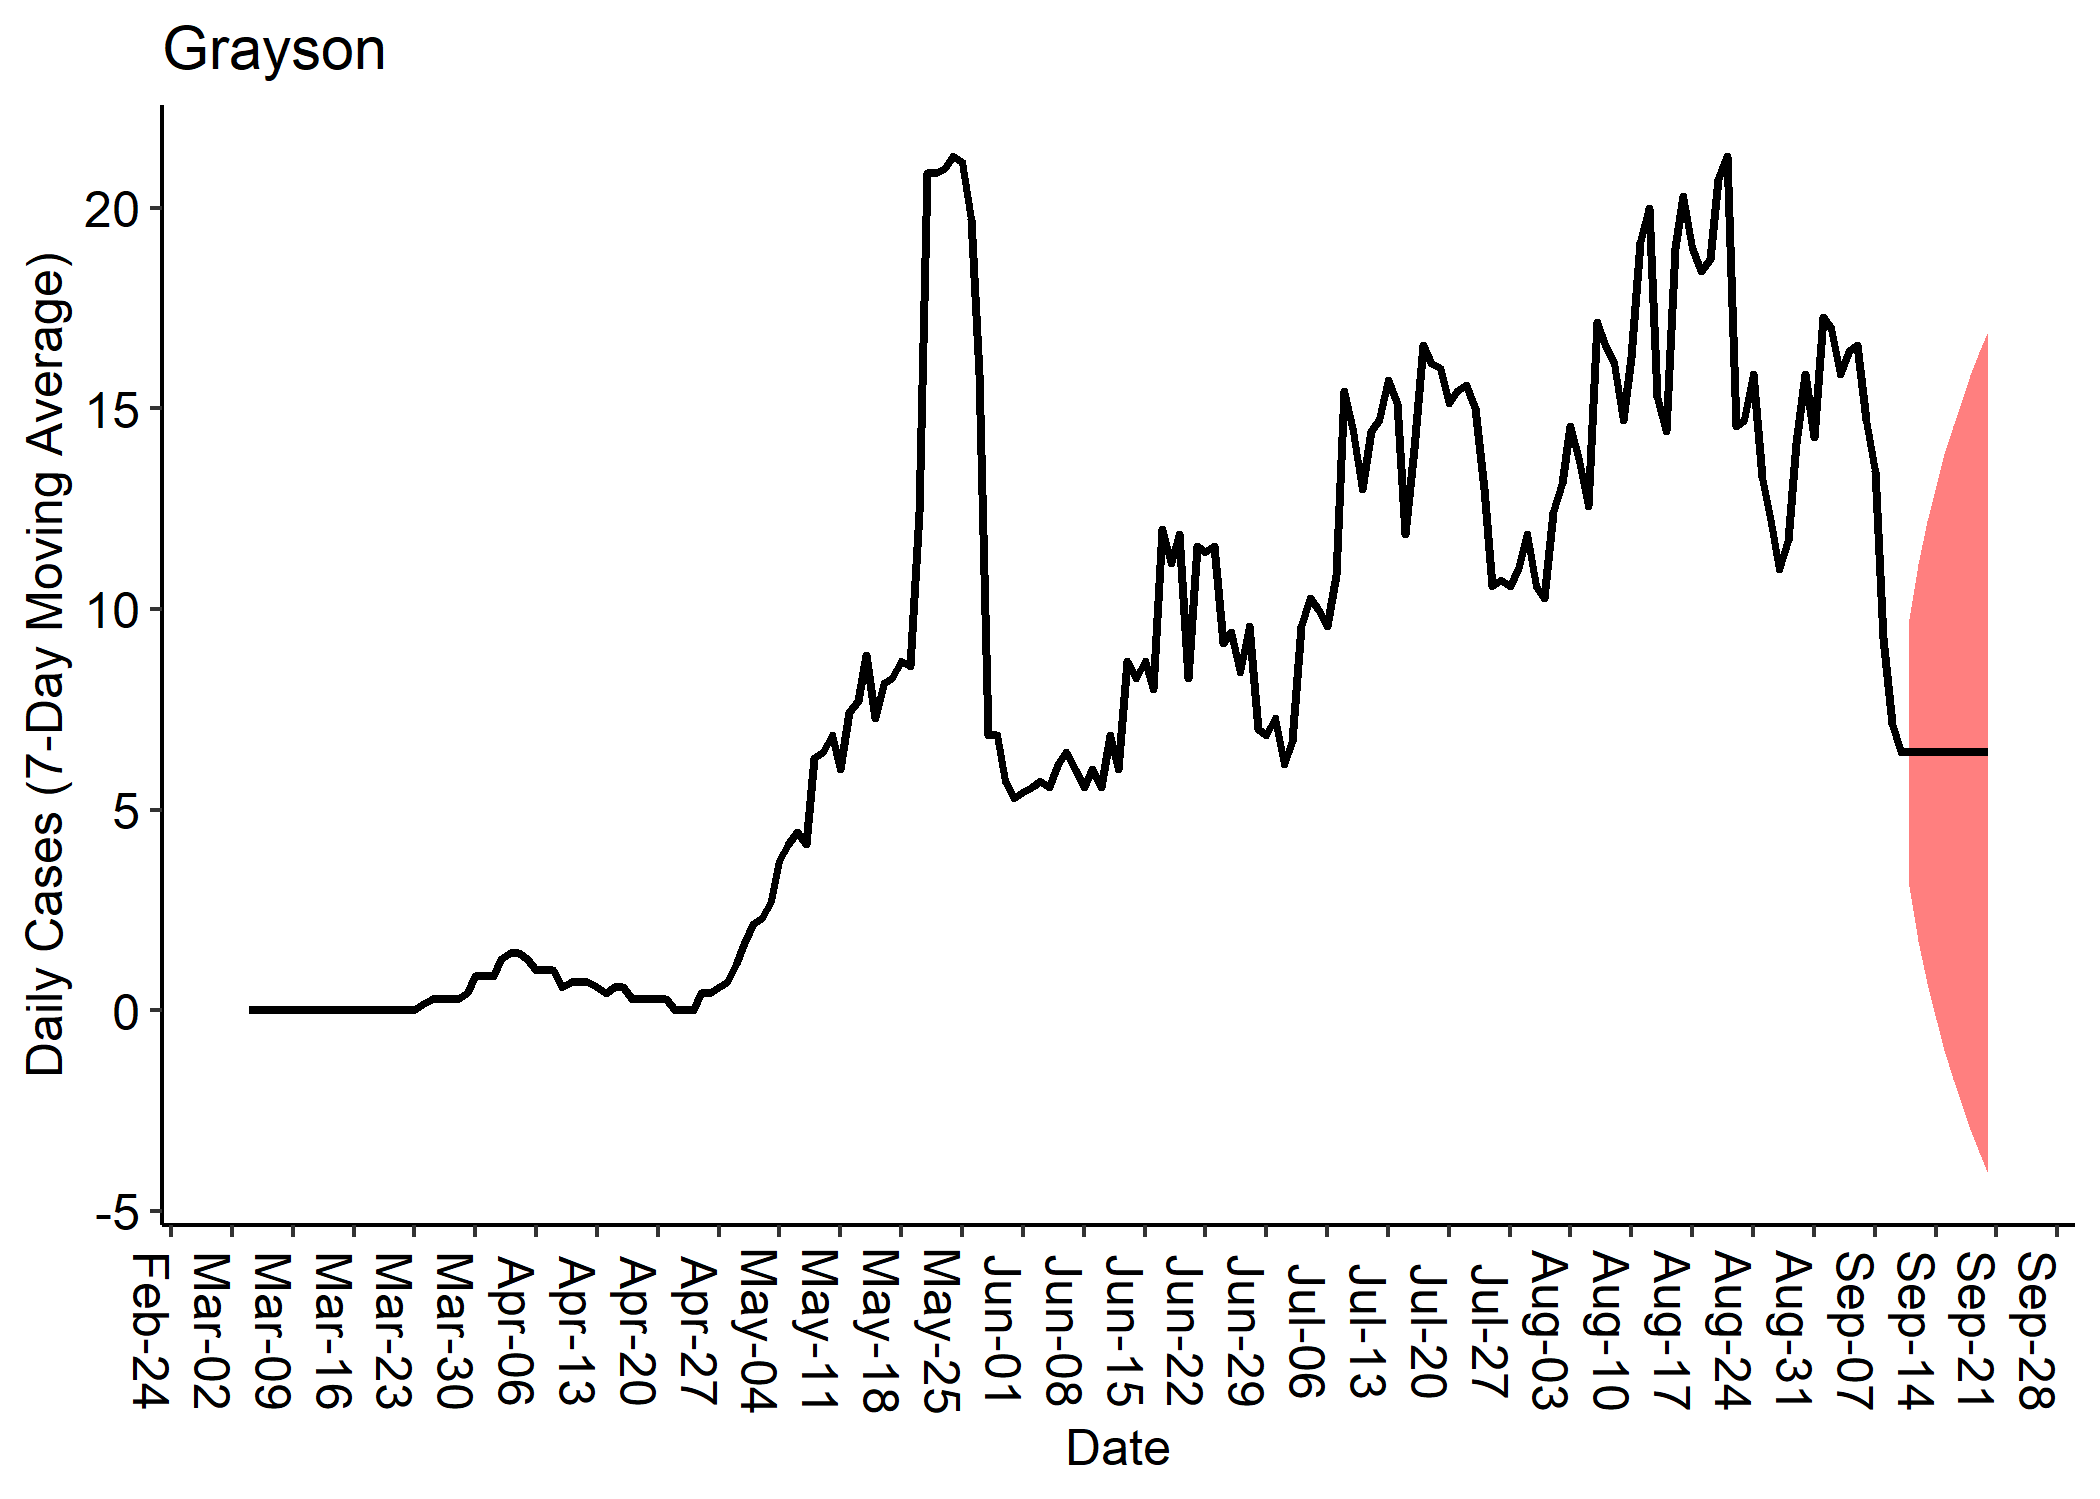 Grayson
Daily Cases (7-Day Moving Average)
20
15
10
5
0
-5
Feb-24
Mar-02
Mar-09
Mar-16
Mar-23
Mar-30
Apr-06
Apr-13
Apr-20
Apr-27
May-04
May-11
May-18
May-25
Jun-01
Jun-08
Jun-15
Jun-22
Jun-29
Jul-06
Jul-13
Jul-20
Jul-27
Aug-03
Aug-10
Aug-17
Aug-24
Aug-31
Sep-07
Sep-14
Sep-21
Sep-28
Date